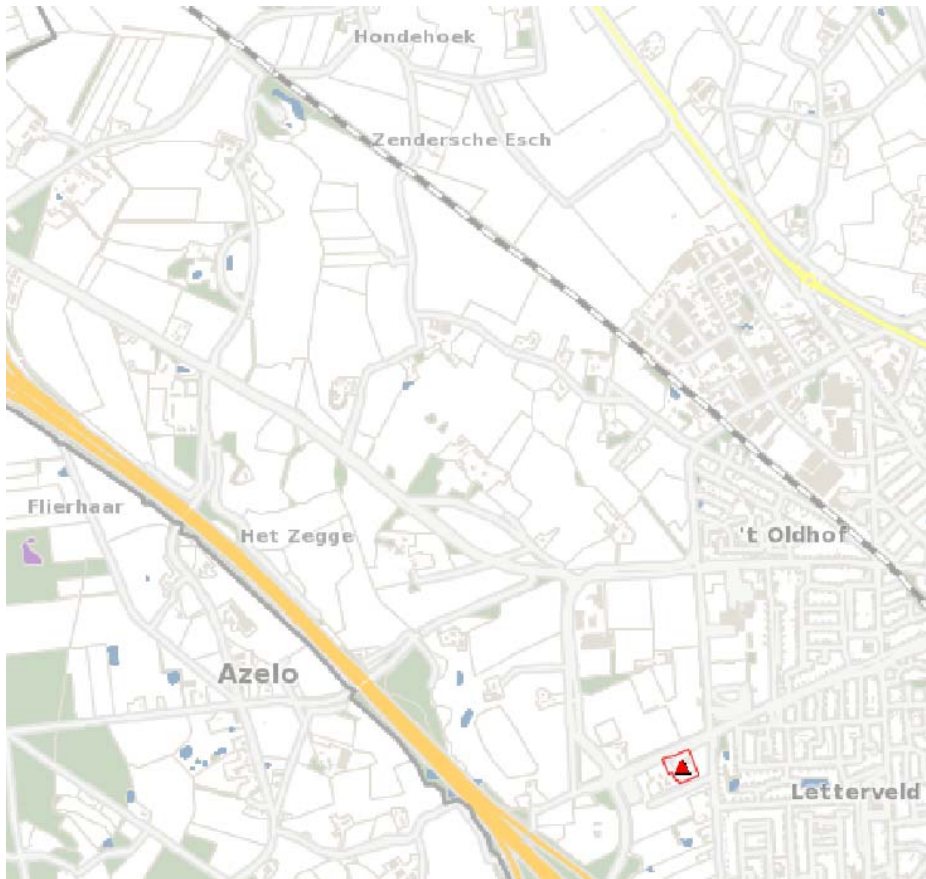 Hondehoek
Zendersche Esch
Flierhaar
Het Zegge
't Oldhof
Azelo
Letterveld